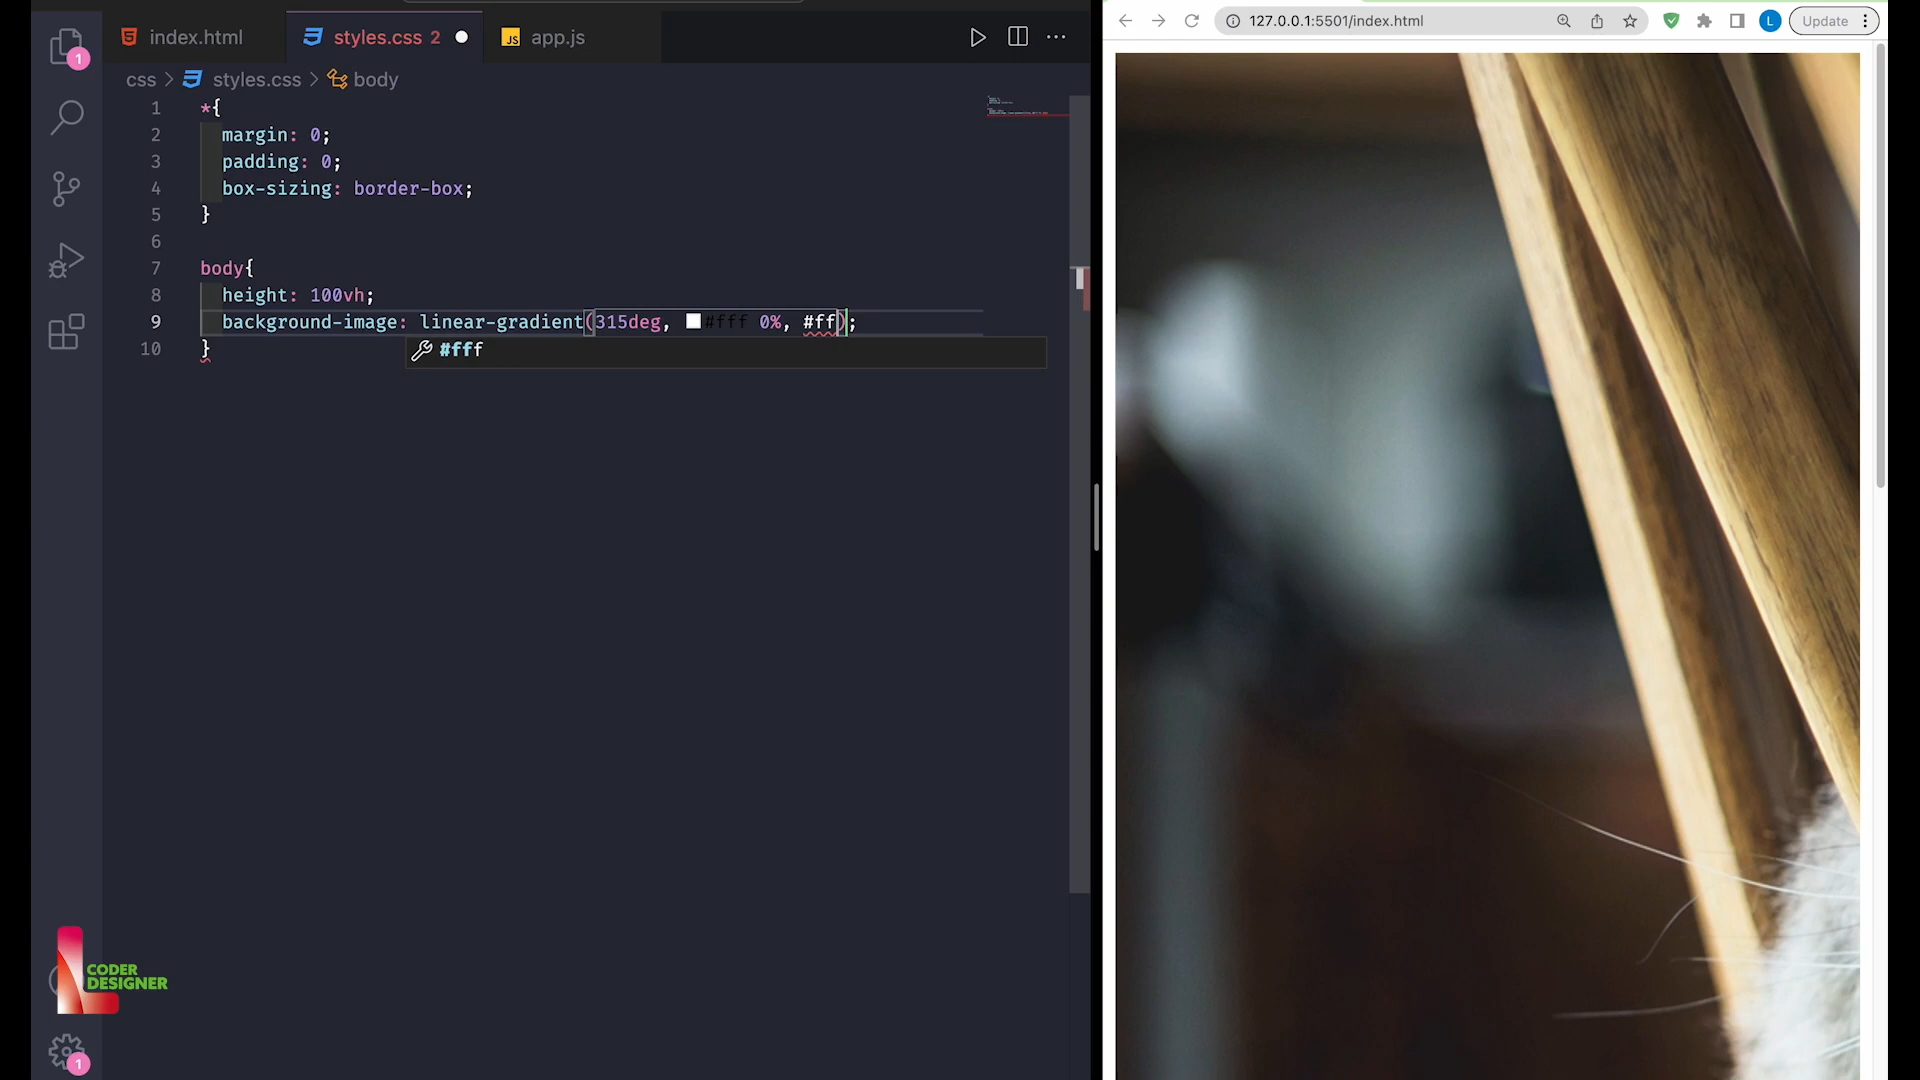 index.html
styles.css 2
app.js
127.0.0.1:5501/index.html
L
Update
1
css > styles.css > body
1 *{
2 margin: 0;
3 padding: 0;
4 box-sizing: border-box;
5 }
6
7 body{
8 height: 100vh;
9 background-image: linear-gradient(315deg, #fff 0%, #ff);
10 }
#fff
CODER
DESIGNER
1